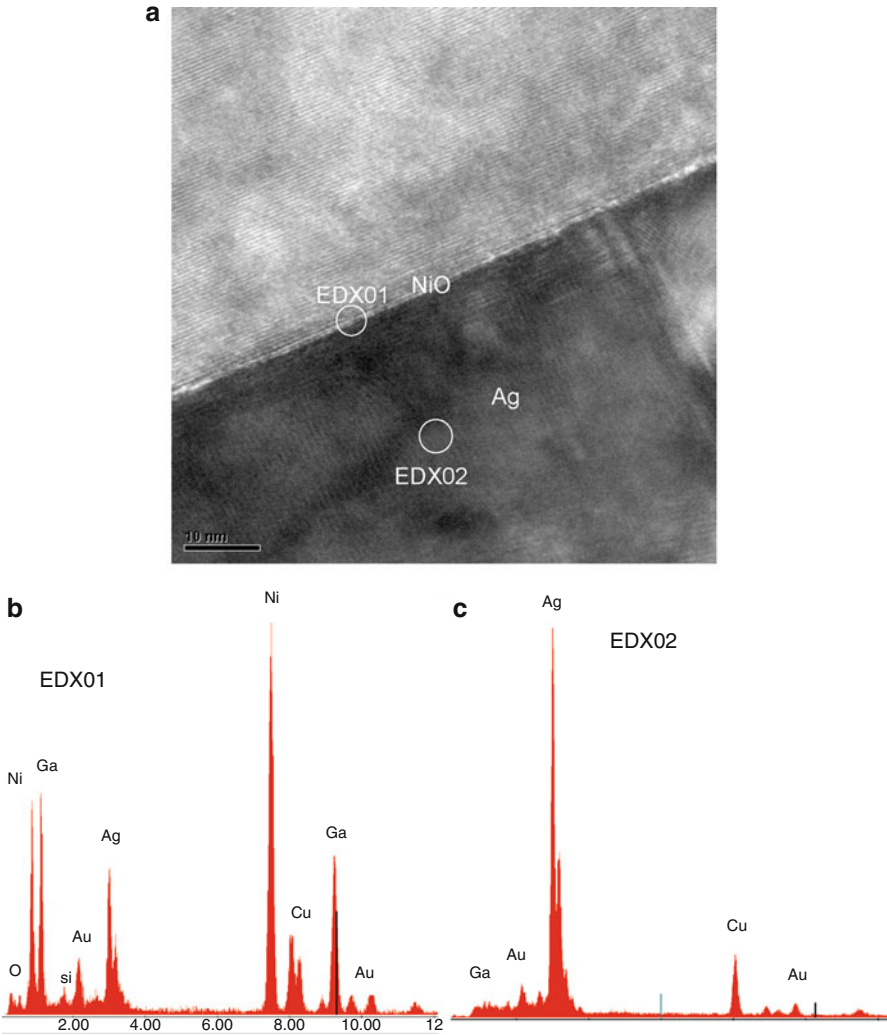 a
EDX01
NiO
Ag
EDX02
10 nm
b
EDX01
Ni
Ni
Ga
Ag
Ga
Cu
Au
Au
si
O
2.00 4.00 6.00 8.00 10.00 12
c
EDX02
Ag
Cu
Au
Au
Ga